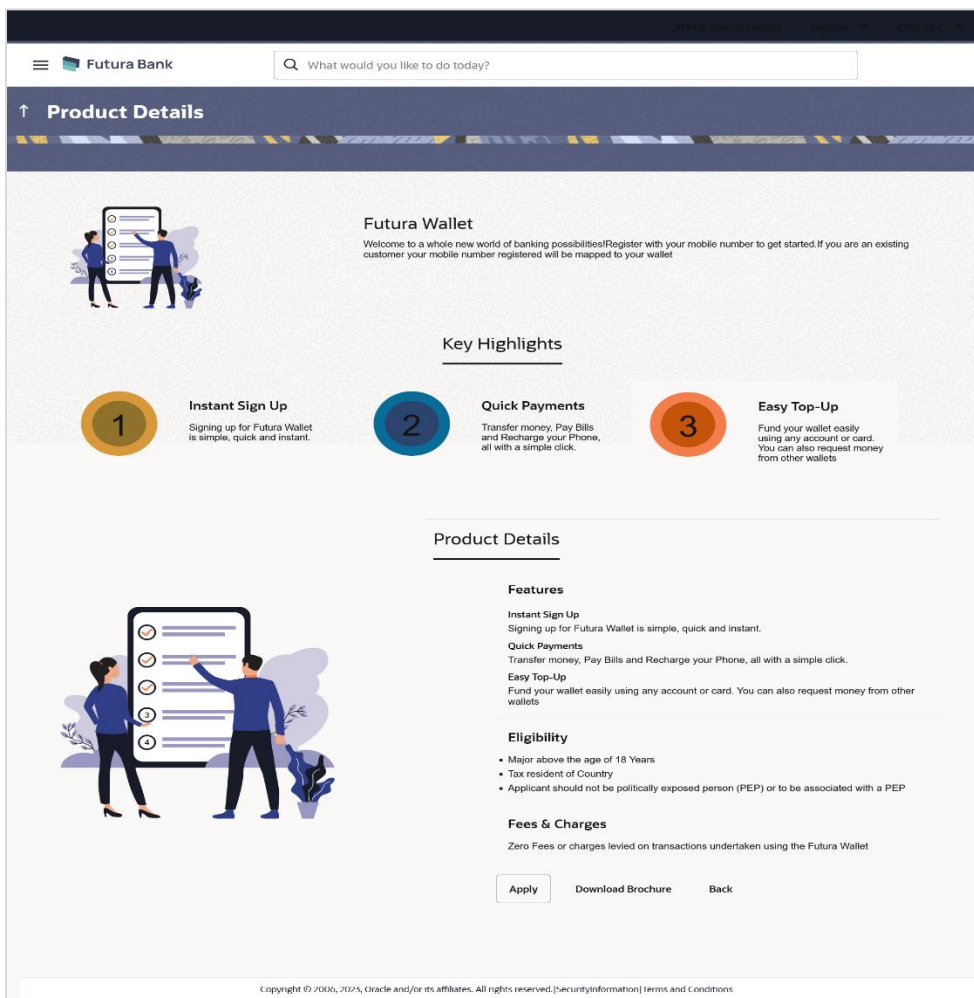 ATM & Branch Locator English
Futura Bank
What would you like to do today?
↑ Product Details
Futura Wallet
Welcome to a whole new world of banking possibilities!Register with your mobile number to get started.If you are an existing
customer your mobile number registered will be mapped to your wallet
Key Highlights
1
Instant Sign Up
Signing up for Futura Wallet
is simple, quick and instant.
2
Quick Payments
Transfer money, Pay Bills
and Recharge your Phone,
all with a simple click.
3
Easy Top-Up
Fund your wallet easily
using any account or card.
You can also request money
from other wallets
Product Details
Features
Instant Sign Up
Signing up for Futura Wallet is simple, quick and instant.
Quick Payments
Transfer money, Pay Bills and Recharge your Phone, all with a simple click.
Easy Top-Up
Fund your wallet easily using any account or card. You can also request money from other
wallets
3
4
Eligibility
• Major above the age of 18 Years
• Tax resident of Country
• Applicant should not be politically exposed person (PEP) or to be associated with a PEP
Fees & Charges
Zero Fees or charges levied on transactions undertaken using the Futura Wallet
Apply Download Brochure Back
Copyright © 2006, 2023, Oracle and/or its affiliates. All rights reserved.|SecurityInformation|Terms and Conditions